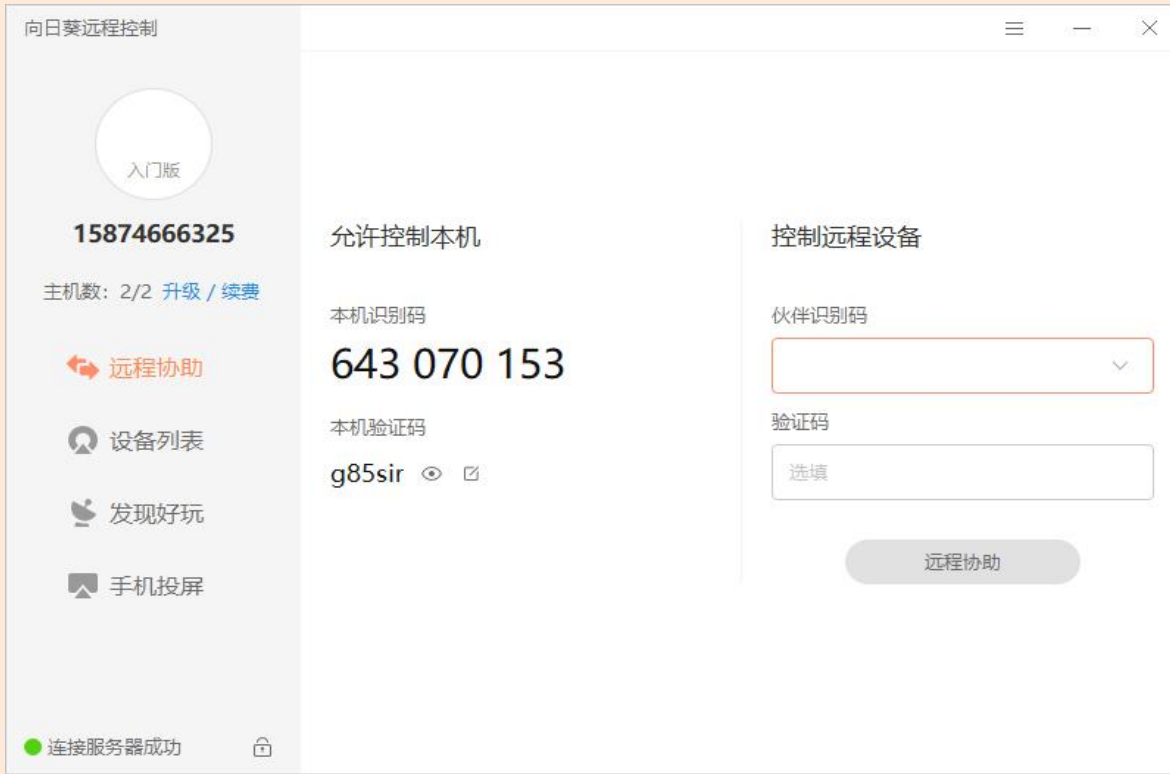 向日葵远程控制
入门版
15874666325
主机数：2/2 升级 / 续费
远程协助
设备列表
发现好玩
手机投屏
连接服务器成功
允许控制本机
本机识别码
643 070 153
本机验证码
g85sir
控制远程设备
伙伴识别码
验证码
选填
远程协助